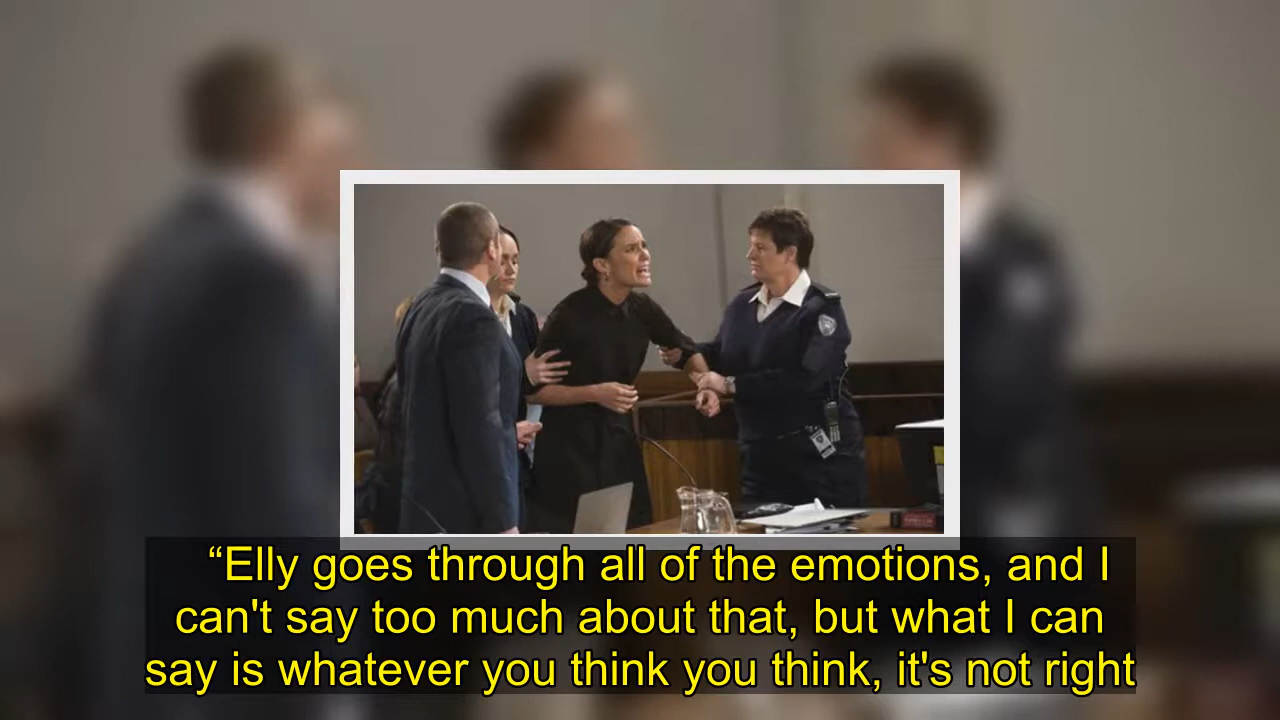 “Elly goes through all of the emotions, and I
can't say too much about that, but what I can
say is whatever you think you think, it's not right